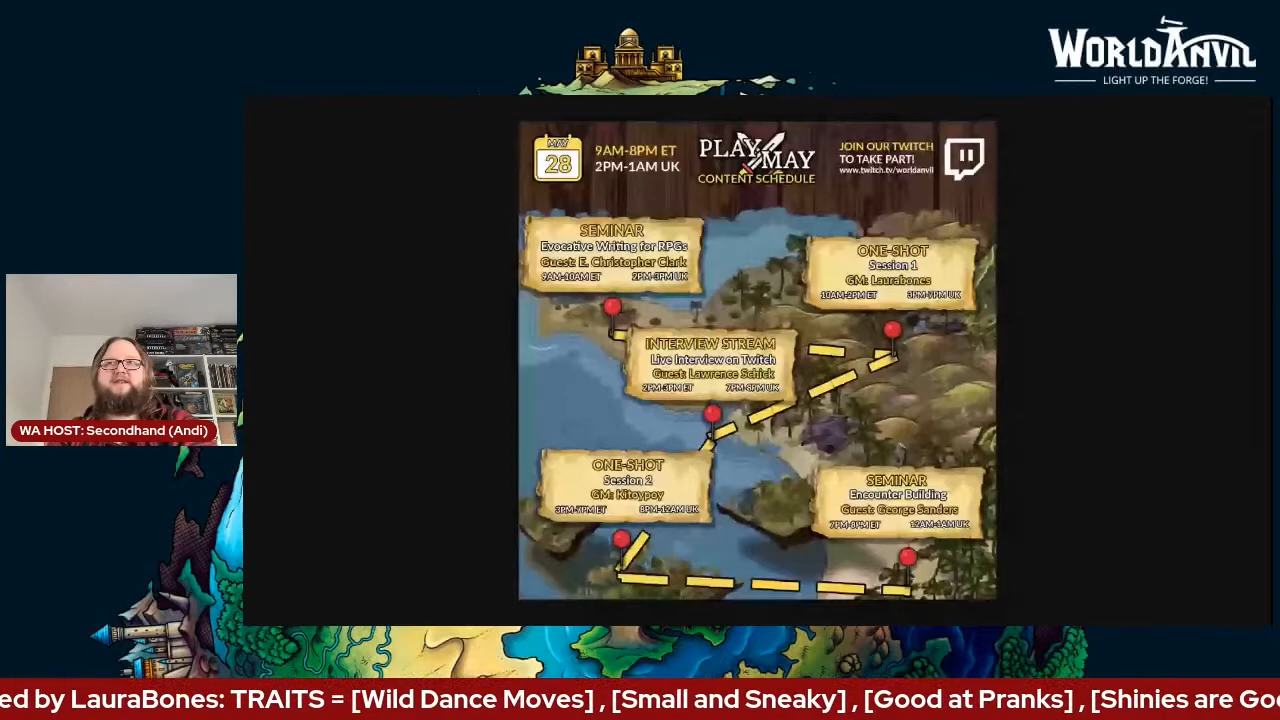 WORLDANVIL
LIGHT UP THE FORGE!
MAY
28
9AM-8PM ET
2PM-1AM UK
PLAY MAY
CONTENT SCHEDULE
JOIN OUR TWITCH
TO TAKE PART!
www.twitch.tv/worldanvil
SEMINAR
Evocative Writing for RPGs
Guest: E. Christopher Clark
9AM-10AM ET 2PM-3PM UK
ONE-SHOT
Session 1
GM: Laurabones
10AM-2PM ET 3PM-7PM UK
INTERVIEW STREAM
Live Interview on Twitch
Guest: Lawrence Schick
2PM-3PM ET 7PM-8PM UK
ONE-SHOT
Session 2
GM: Kitoypoy
3PM-7PM ET 8PM-12AM UK
SEMINAR
Encounter Building
Guest: George Sanders
7PM-8PM ET 12AM-1AM UK
WA HOST: Secondhand (Andi)
ed by LauraBones: TRAITS = [Wild Dance Moves] , [Small and Sneaky] , [Good at Pranks] , [Shinies are Goo